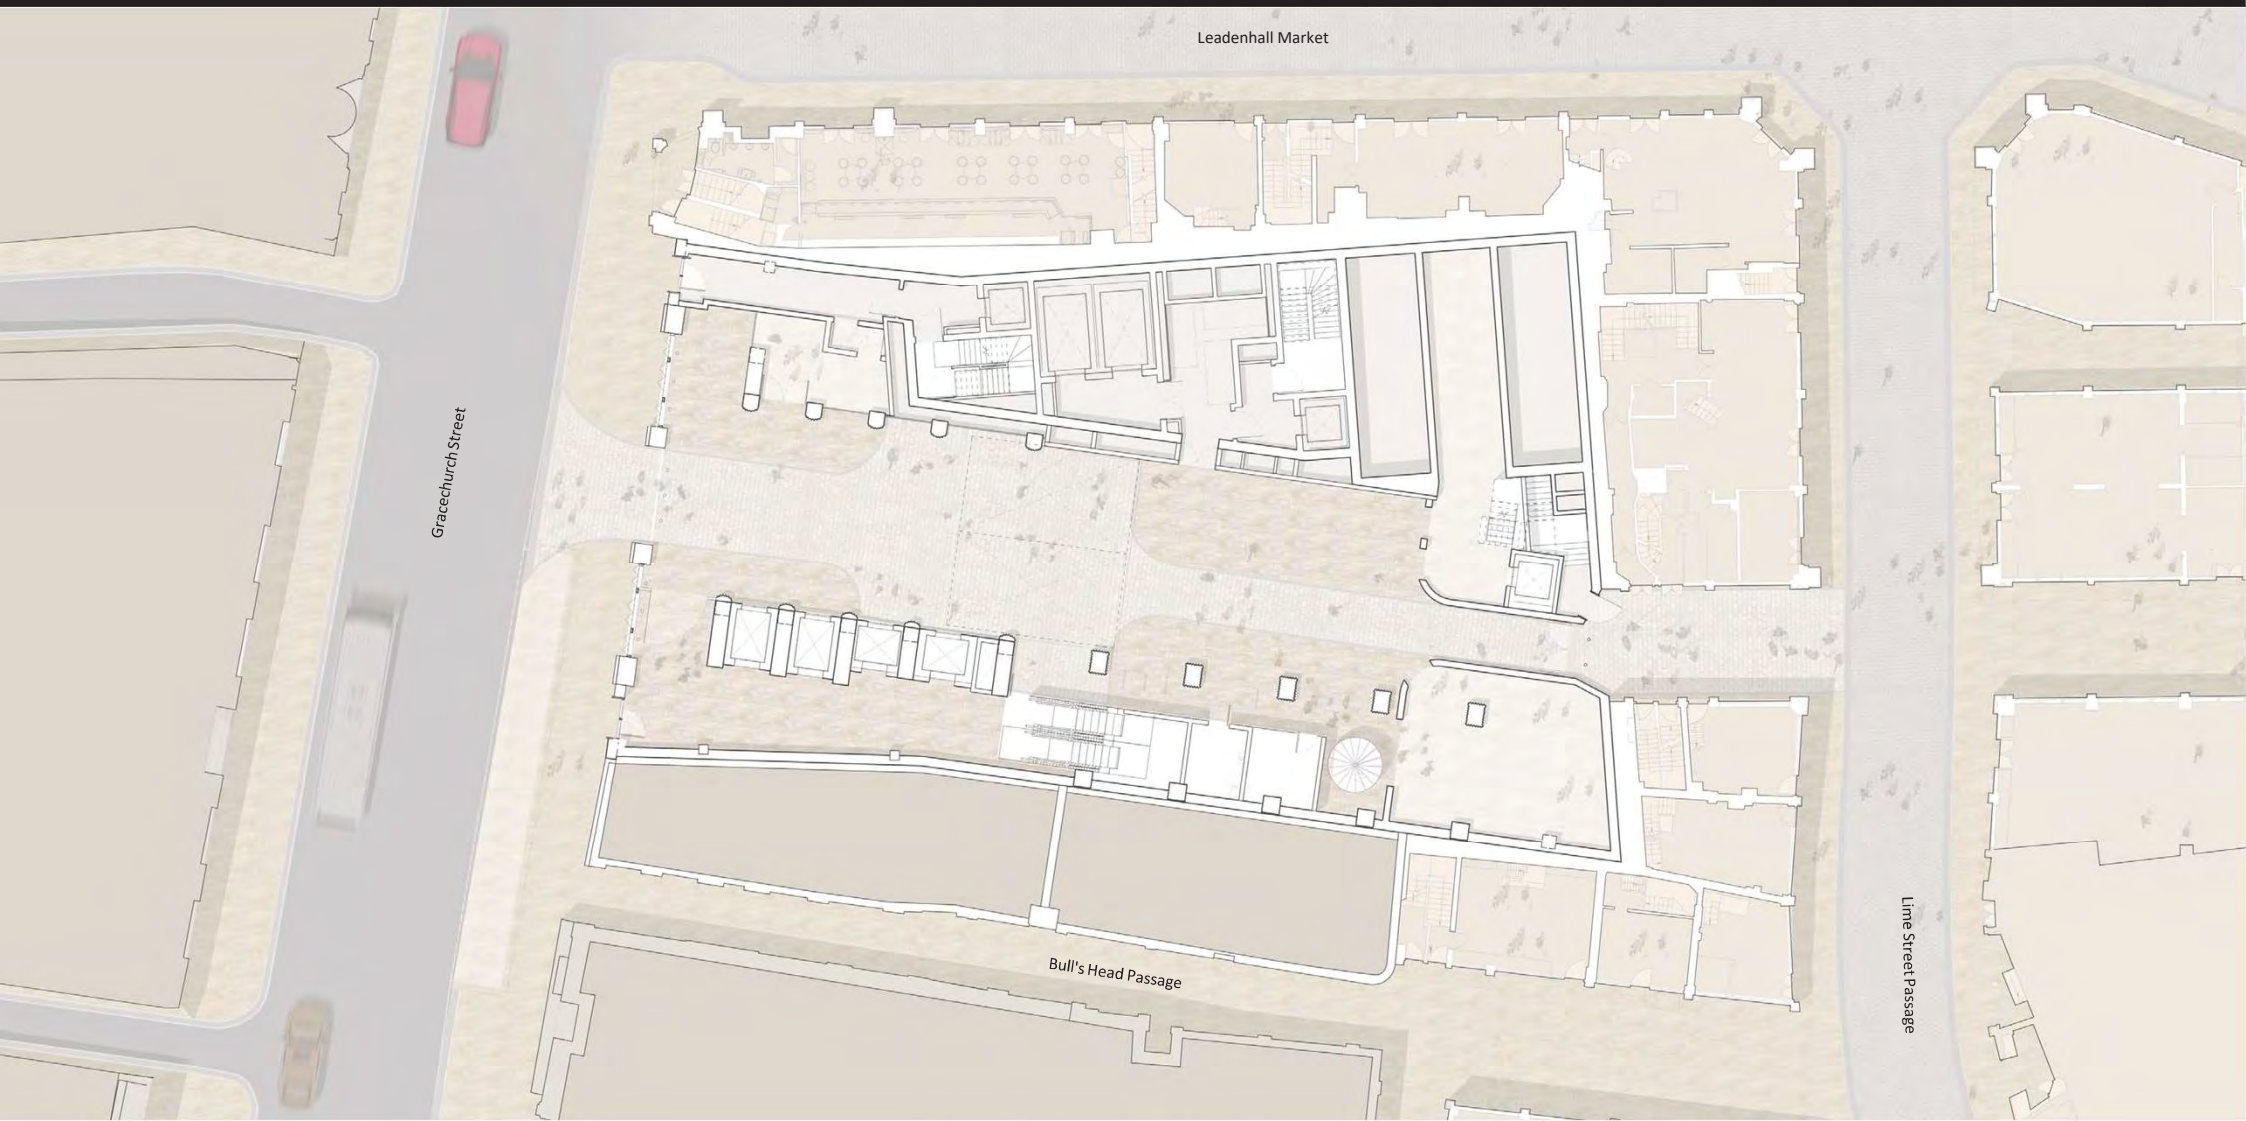 Leadenhall Market
Gracechurch Street
Bull's Head Passage
Lime Street Passage